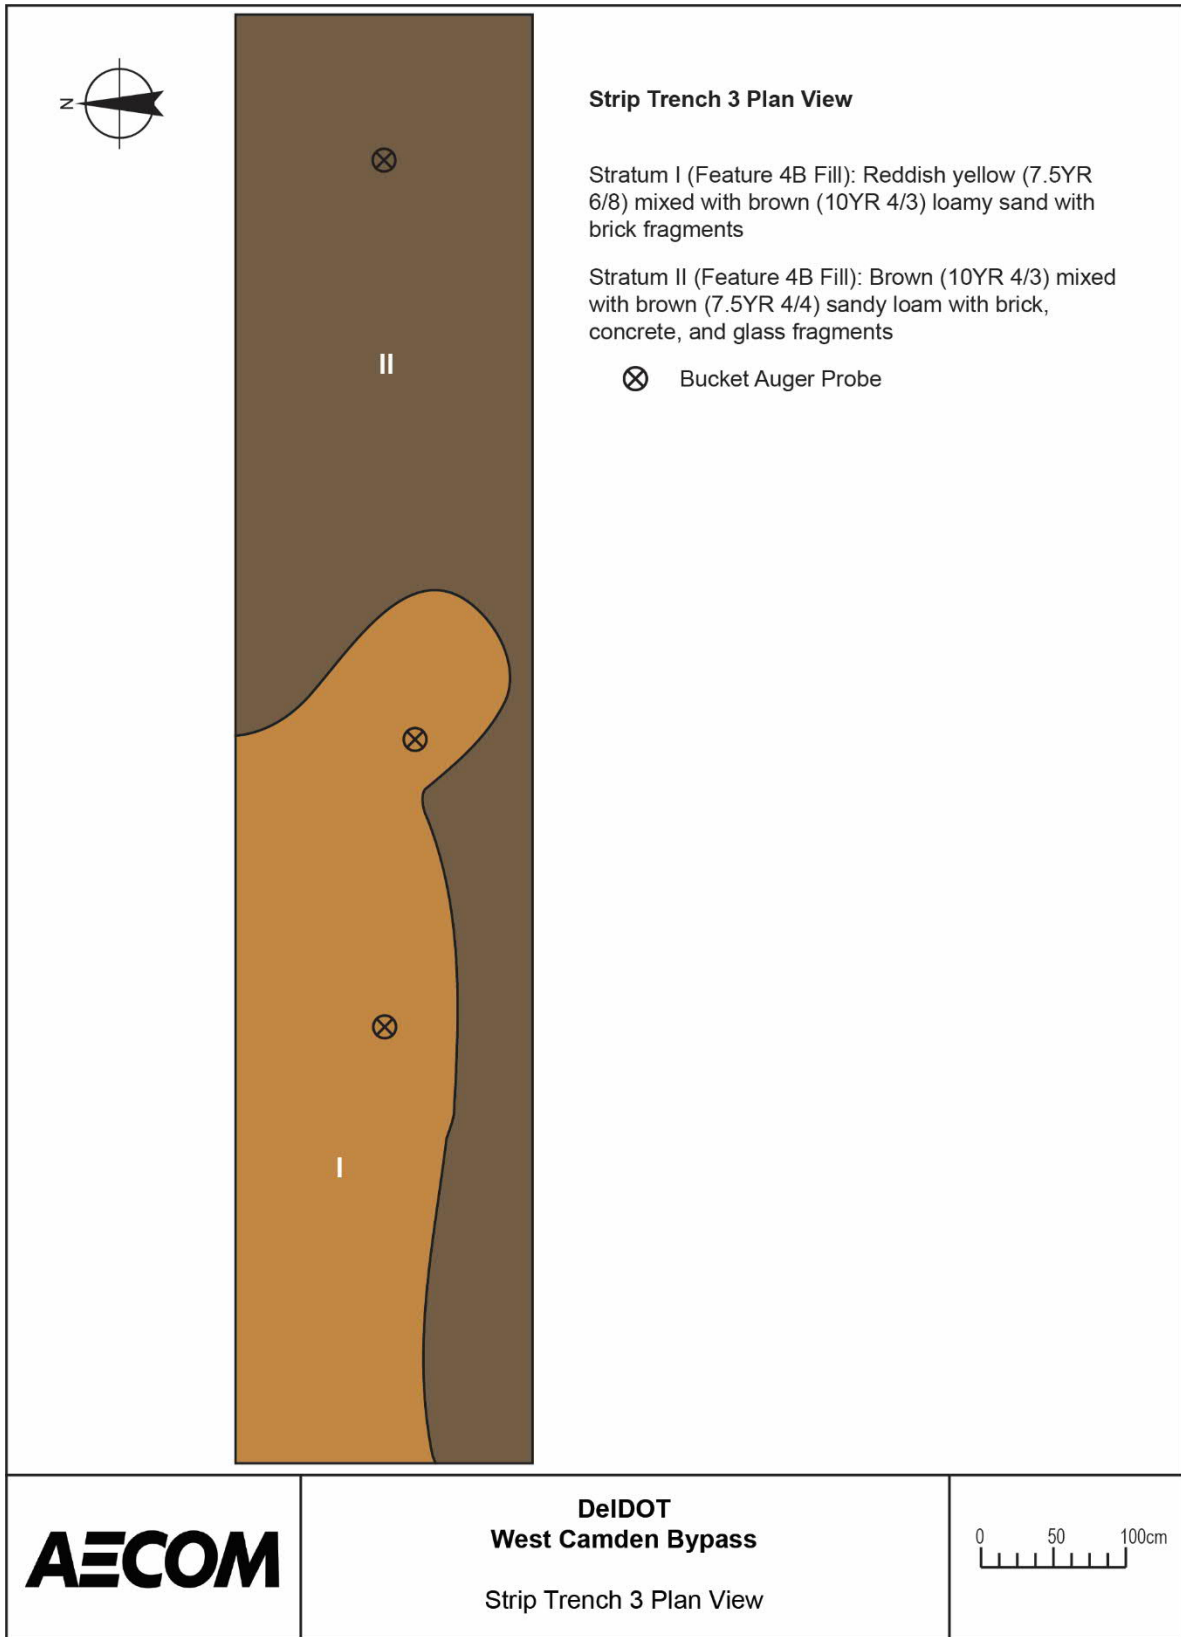 N
Strip Trench 3 Plan View
Stratum I (Feature 4B Fill): Reddish yellow (7.5YR
6/8) mixed with brown (10YR 4/3) loamy sand with
brick fragments
Stratum II (Feature 4B Fill): Brown (10YR 4/3) mixed
with brown (7.5YR 4/4) sandy loam with brick,
concrete, and glass fragments
Bucket Auger Probe
II
I
AECOM
DelDOT
West Camden Bypass
Strip Trench 3 Plan View
0 50 100cm